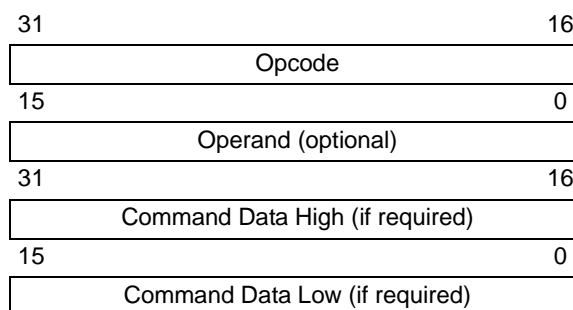 31 16
Opcode
15 0
Operand (optional)
31 16
Command Data High (if required)
15 0
Command Data Low (if required)